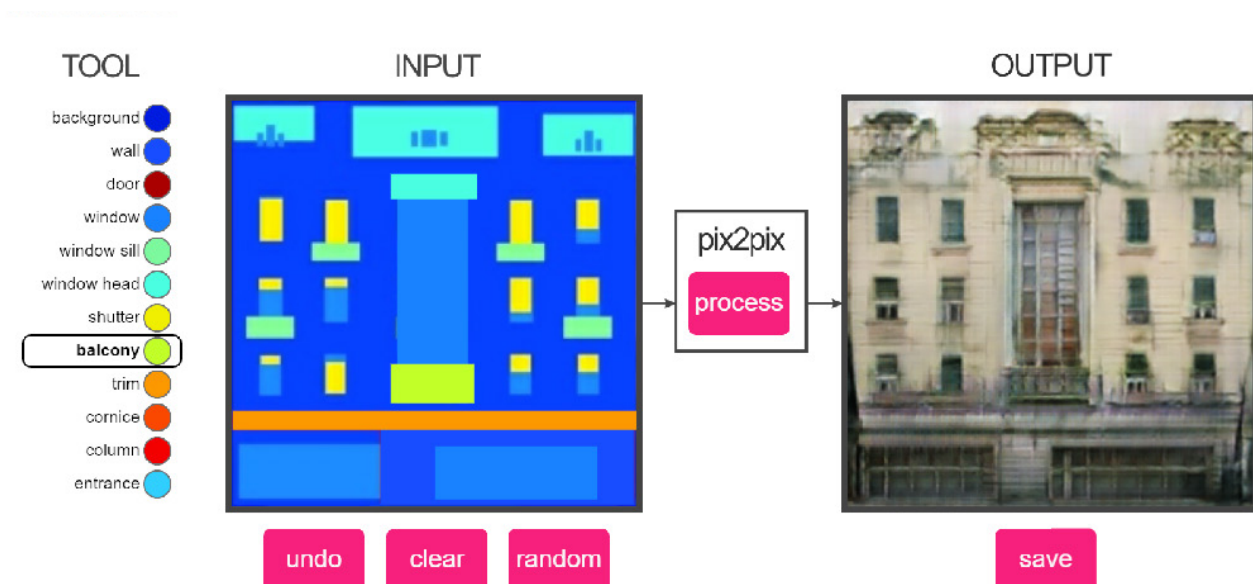 TOOL
INPUT
OUTPUT
background
wall
door
window
window sill
window head
shutter
balcony
trim
cornice
column
entrance
pix2pix
process
undo
clear
random
save